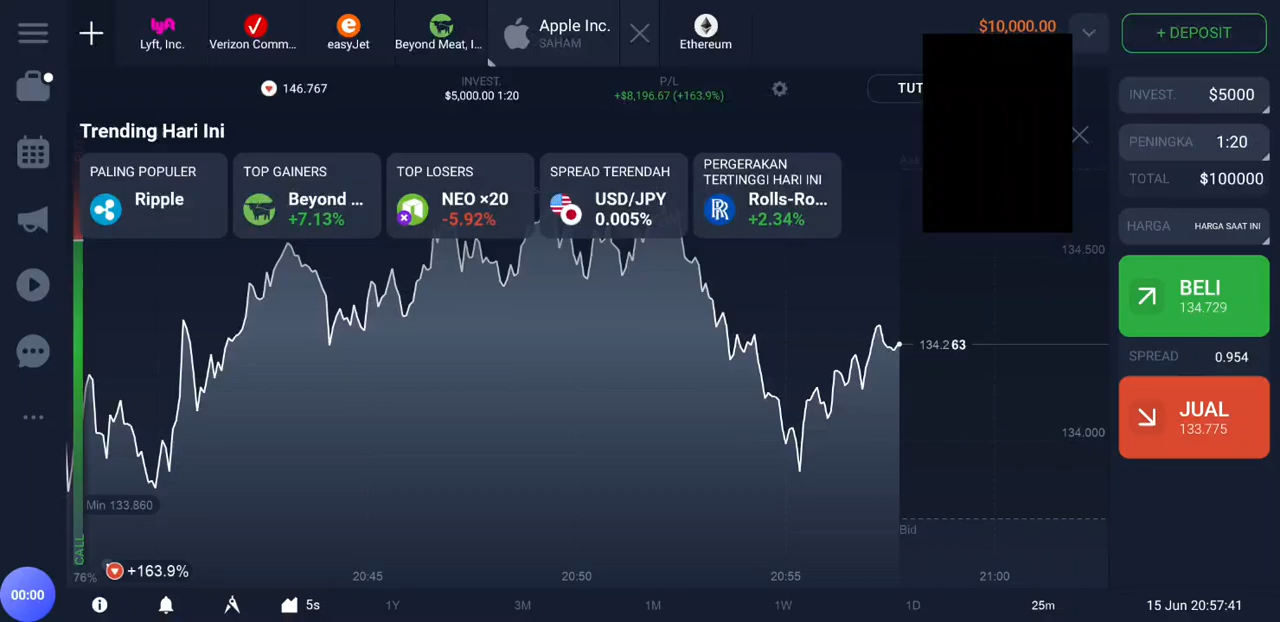 Lyft, Inc.
Verizon Comm...
easyJet
Beyond Meat, I...
Apple Inc.
SAHAM
Ethereum
$10,000.00
+ DEPOSIT
146.767
INVEST.
$5,000.00 1:20
P/L
+$8,196.67 (+163.9%)
TUT
INVEST. $5000
PENINGKA 1:20
TOTAL $100000
HARGA HARGA SAAT INI
BELI
134.729
SPREAD 0.954
JUAL
133.775
Trending Hari Ini
PALING POPULER
Ripple
TOP GAINERS
Beyond ...
+7.13%
TOP LOSERS
NEO ×20
-5.92%
SPREAD TERENDAH
USD/JPY
0.005%
PERGERAKAN
TERTINGGI HARI INI
Rolls-Ro...
+2.34%
134.500
134.263
134.000
Min 133.860
Bid
CALL
76%
+163.9%
20:45 20:50 20:55 21:00
00:00
5s 1Y 3M 1M 1W 1D 25m 15 Jun 20:57:41